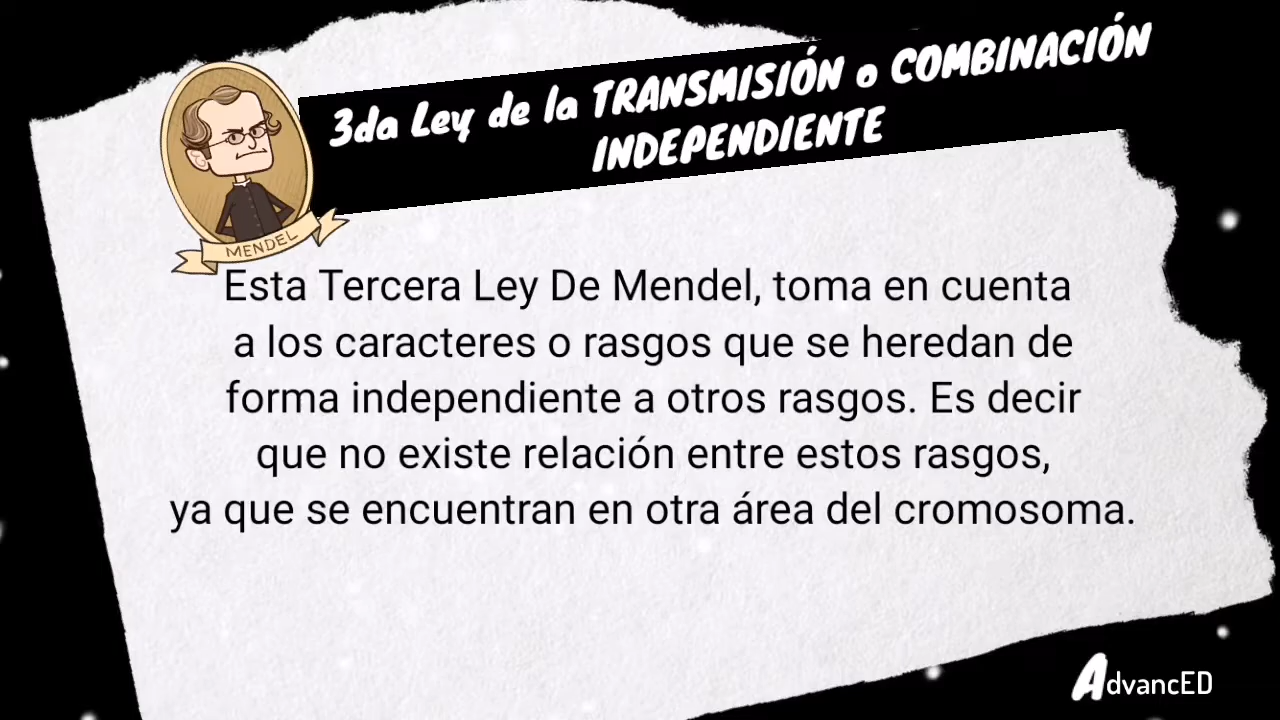 3da Ley de la TRANSMISIÓN o COMBINACIÓN
INDEPENDIENTE
MENDEL
Esta Tercera Ley De Mendel, toma en cuenta
a los caracteres o rasgos que se heredan de
forma independiente a otros rasgos. Es decir
que no existe relación entre estos rasgos,
ya que se encuentran en otra área del cromosoma.
AdvancED